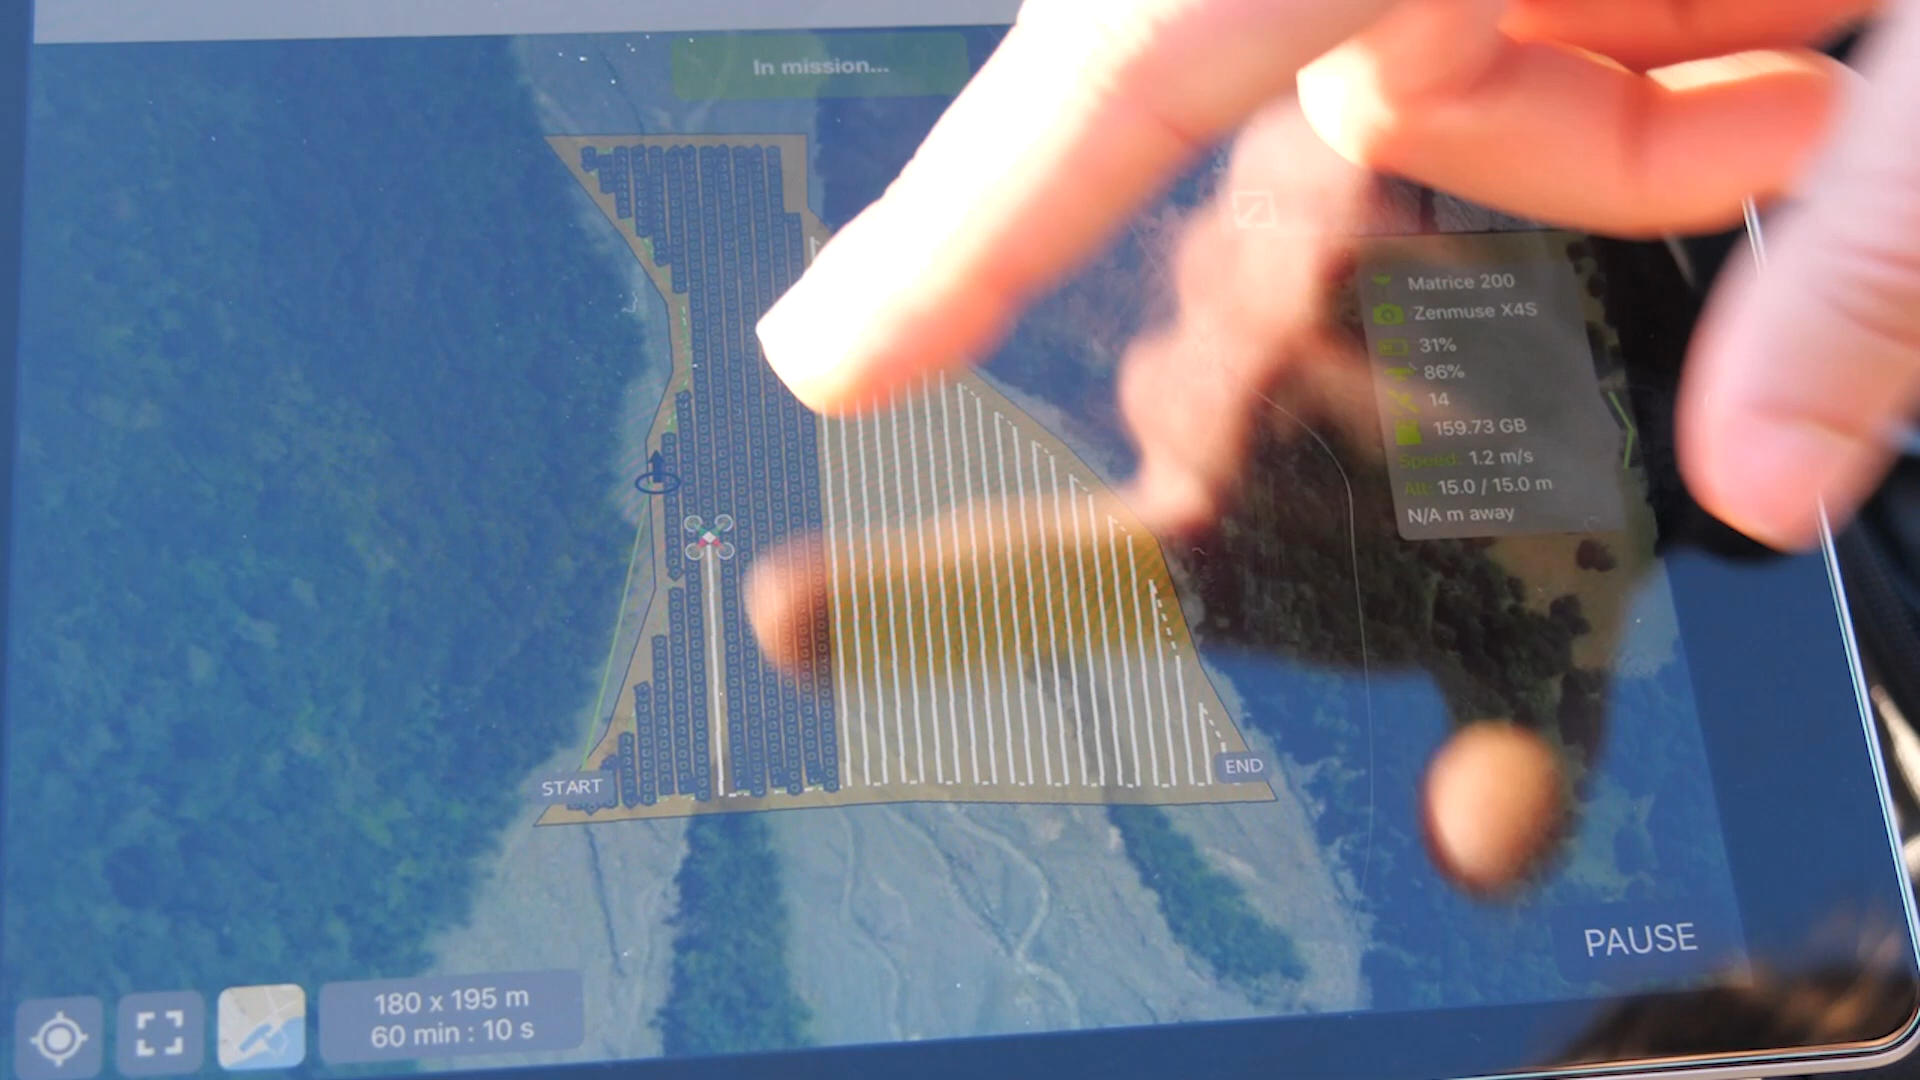 In mission...
Matrice 200
Zenmuse X4S
31%
86%
14
159.73 GB
Speed: 1.2 m/s
Alt: 15.0 / 15.0 m
N/A m away
START
END
PAUSE
180 x 195 m
60 min : 10 s